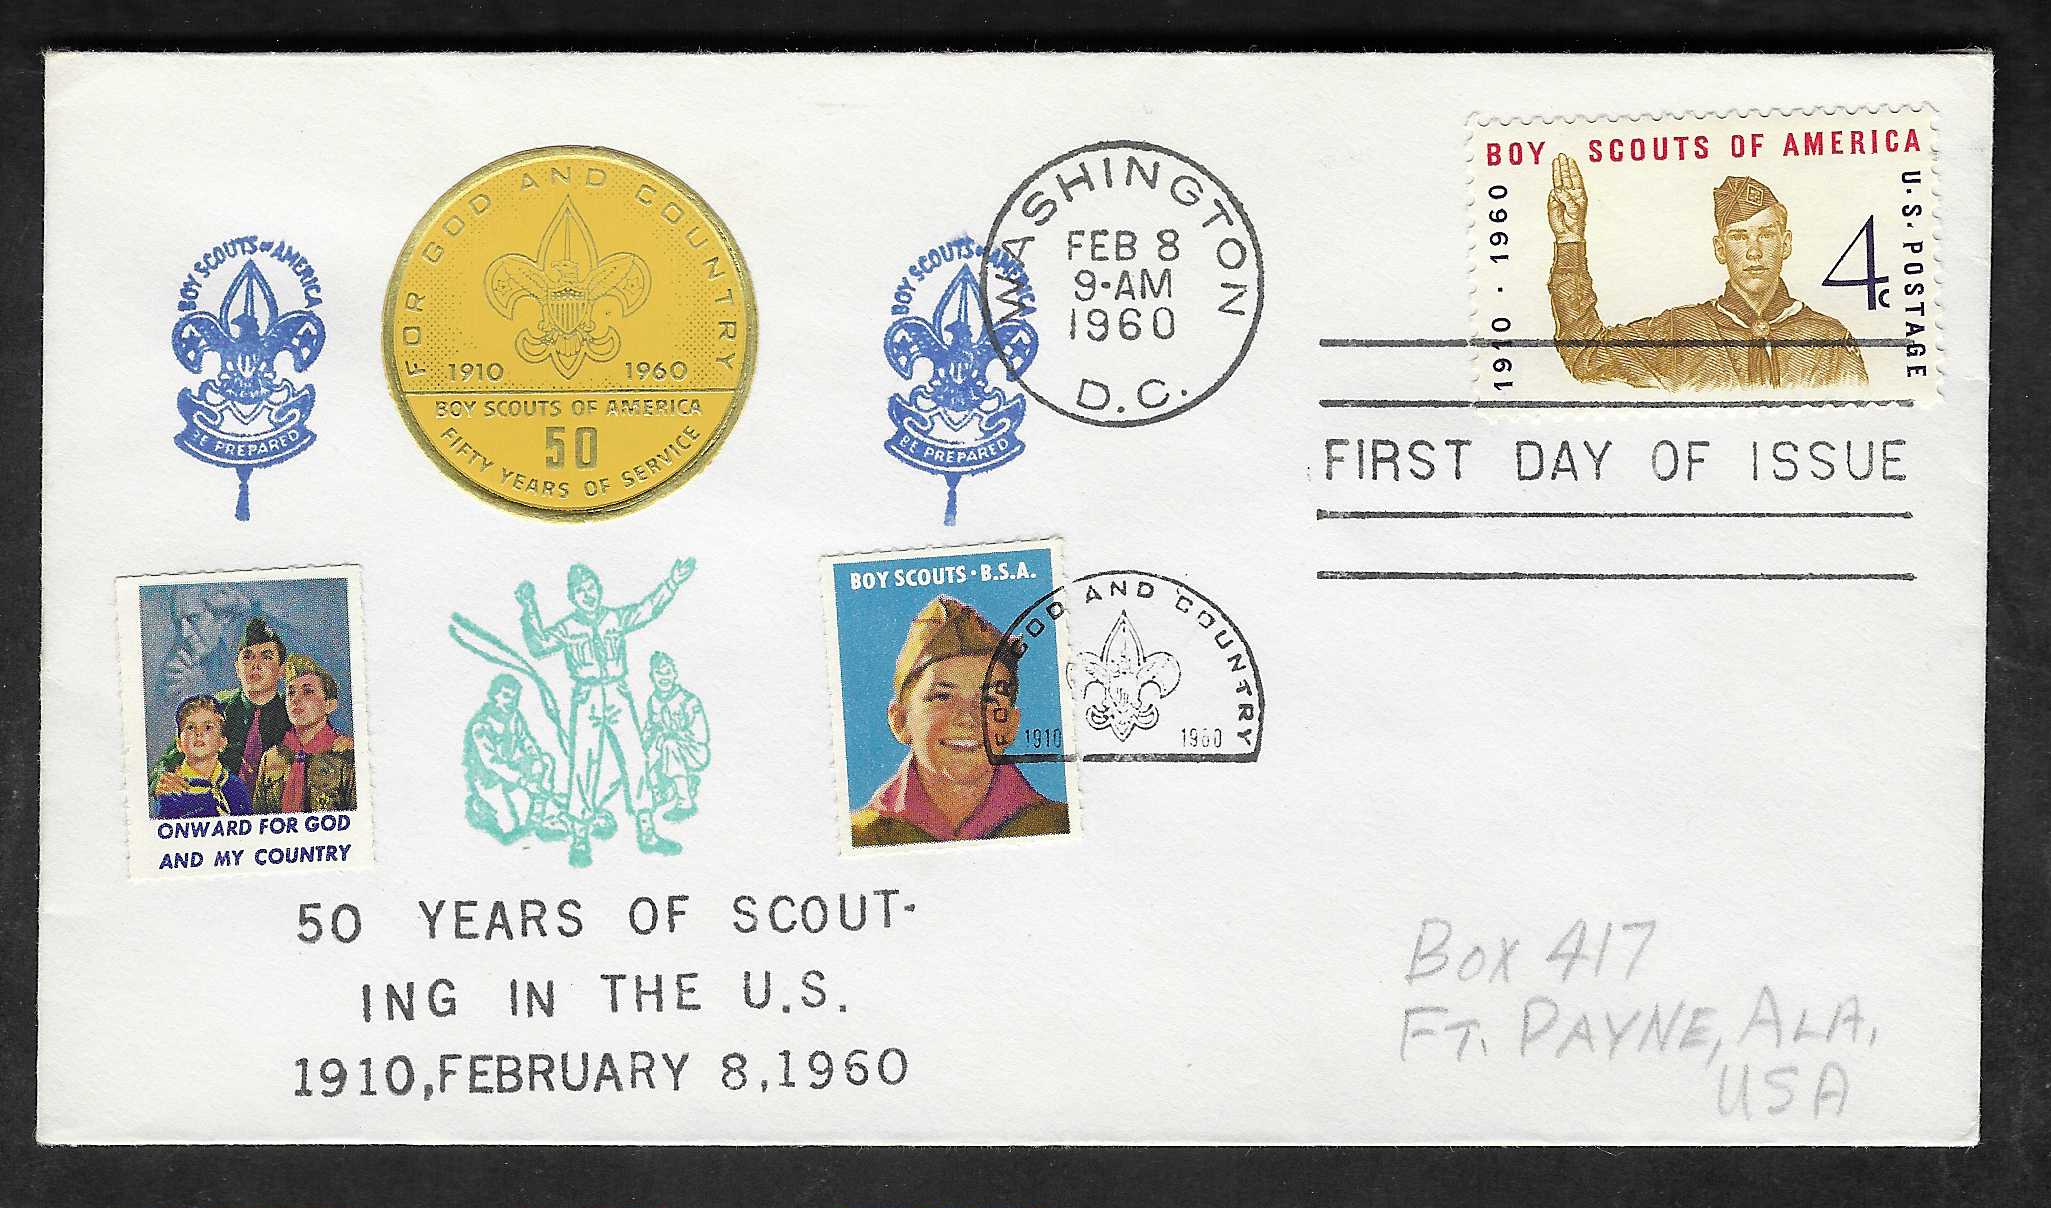 BOY SCOUTS OF AMERICA
BE PREPARED
FOR GOD AND COUNTRY
1910 1960
BOY SCOUTS OF AMERICA
50
FIFTY YEARS OF SERVICE
BOY SCOUTS OF AMERICA
BE PREPARED
WASHINGTON
FEB 8
9-AM
1960
D.C.
BOY SCOUTS OF AMERICA
1910 · 1960
4c
U.S. POSTAGE
FIRST DAY OF ISSUE
ONWARD FOR GOD
AND MY COUNTRY
BOY SCOUTS · B.S.A.
FOR GOD AND COUNTRY
1910 1960
50 YEARS OF SCOUT-
ING IN THE U.S.
1910, FEBRUARY 8, 1960
Box 417
FT. PAYNE, ALA.
USA